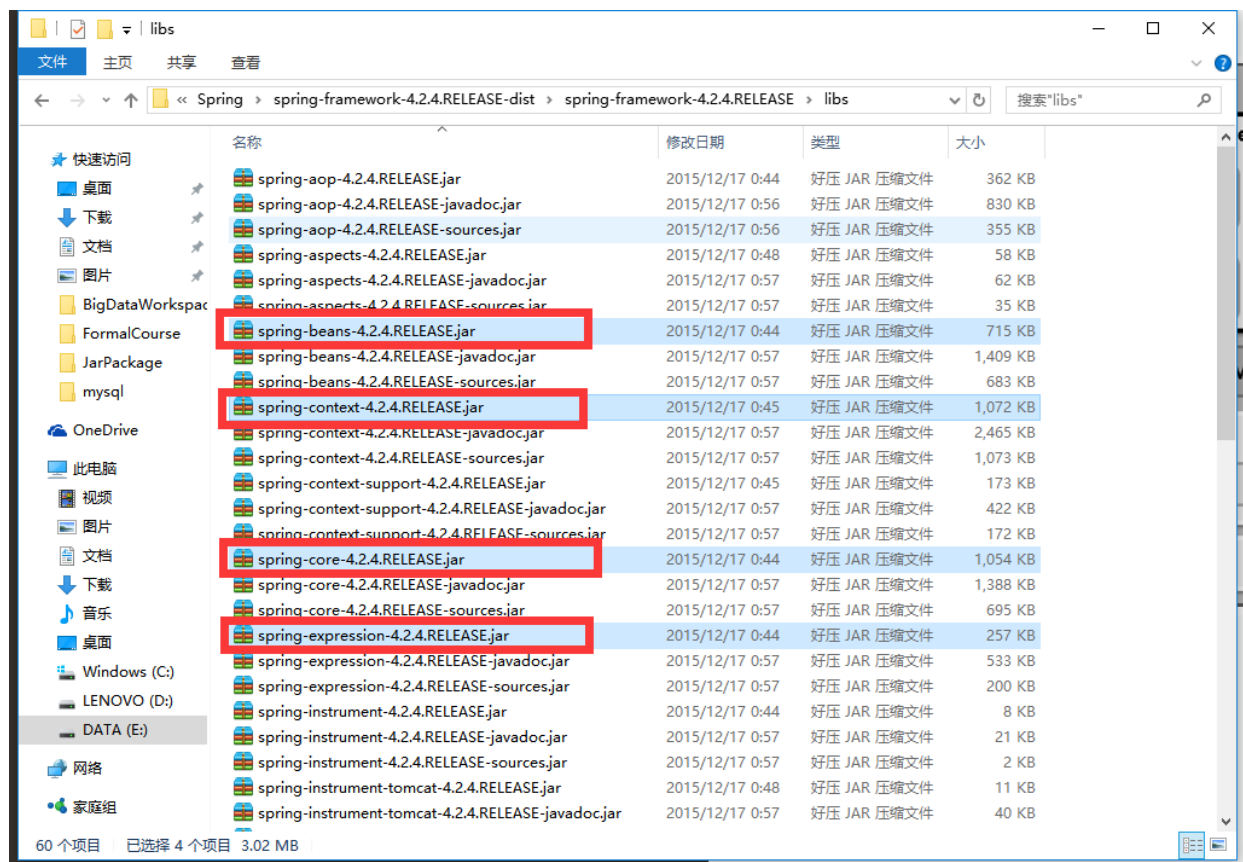 libs
文件 主页 共享 查看
« Spring › spring-framework-4.2.4.RELEASE-dist › spring-framework-4.2.4.RELEASE › libs 搜索"libs"
名称 修改日期 类型 大小
快速访问
桌面
下载
文档
图片
BigDataWorkspac
FormalCourse
JarPackage
mysql
OneDrive
此电脑
视频
图片
文档
下载
音乐
桌面
Windows (C:)
LENOVO (D:)
DATA (E:)
网络
家庭组
spring-aop-4.2.4.RELEASE.jar 2015/12/17 0:44 好压 JAR 压缩文件 362 KB
spring-aop-4.2.4.RELEASE-javadoc.jar 2015/12/17 0:56 好压 JAR 压缩文件 830 KB
spring-aop-4.2.4.RELEASE-sources.jar 2015/12/17 0:56 好压 JAR 压缩文件 355 KB
spring-aspects-4.2.4.RELEASE.jar 2015/12/17 0:48 好压 JAR 压缩文件 58 KB
spring-aspects-4.2.4.RELEASE-javadoc.jar 2015/12/17 0:57 好压 JAR 压缩文件 62 KB
spring-aspects-4.2.4.RELEASE-sources.jar 2015/12/17 0:57 好压 JAR 压缩文件 35 KB
spring-beans-4.2.4.RELEASE.jar 2015/12/17 0:44 好压 JAR 压缩文件 715 KB
spring-beans-4.2.4.RELEASE-javadoc.jar 2015/12/17 0:57 好压 JAR 压缩文件 1,409 KB
spring-beans-4.2.4.RELEASE-sources.jar 2015/12/17 0:57 好压 JAR 压缩文件 683 KB
spring-context-4.2.4.RELEASE.jar 2015/12/17 0:45 好压 JAR 压缩文件 1,072 KB
spring-context-4.2.4.RELEASE-javadoc.jar 2015/12/17 0:57 好压 JAR 压缩文件 2,465 KB
spring-context-4.2.4.RELEASE-sources.jar 2015/12/17 0:57 好压 JAR 压缩文件 1,073 KB
spring-context-support-4.2.4.RELEASE.jar 2015/12/17 0:45 好压 JAR 压缩文件 173 KB
spring-context-support-4.2.4.RELEASE-javadoc.jar 2015/12/17 0:57 好压 JAR 压缩文件 422 KB
spring-context-support-4.2.4.RELEASE-sources.jar 2015/12/17 0:57 好压 JAR 压缩文件 172 KB
spring-core-4.2.4.RELEASE.jar 2015/12/17 0:44 好压 JAR 压缩文件 1,054 KB
spring-core-4.2.4.RELEASE-javadoc.jar 2015/12/17 0:57 好压 JAR 压缩文件 1,388 KB
spring-core-4.2.4.RELEASE-sources.jar 2015/12/17 0:57 好压 JAR 压缩文件 695 KB
spring-expression-4.2.4.RELEASE.jar 2015/12/17 0:44 好压 JAR 压缩文件 257 KB
spring-expression-4.2.4.RELEASE-javadoc.jar 2015/12/17 0:57 好压 JAR 压缩文件 533 KB
spring-expression-4.2.4.RELEASE-sources.jar 2015/12/17 0:57 好压 JAR 压缩文件 200 KB
spring-instrument-4.2.4.RELEASE.jar 2015/12/17 0:44 好压 JAR 压缩文件 8 KB
spring-instrument-4.2.4.RELEASE-javadoc.jar 2015/12/17 0:57 好压 JAR 压缩文件 21 KB
spring-instrument-4.2.4.RELEASE-sources.jar 2015/12/17 0:57 好压 JAR 压缩文件 2 KB
spring-instrument-tomcat-4.2.4.RELEASE.jar 2015/12/17 0:48 好压 JAR 压缩文件 11 KB
spring-instrument-tomcat-4.2.4.RELEASE-javadoc.jar 2015/12/17 0:57 好压 JAR 压缩文件 40 KB
60 个项目 已选择 4 个项目 3.02 MB